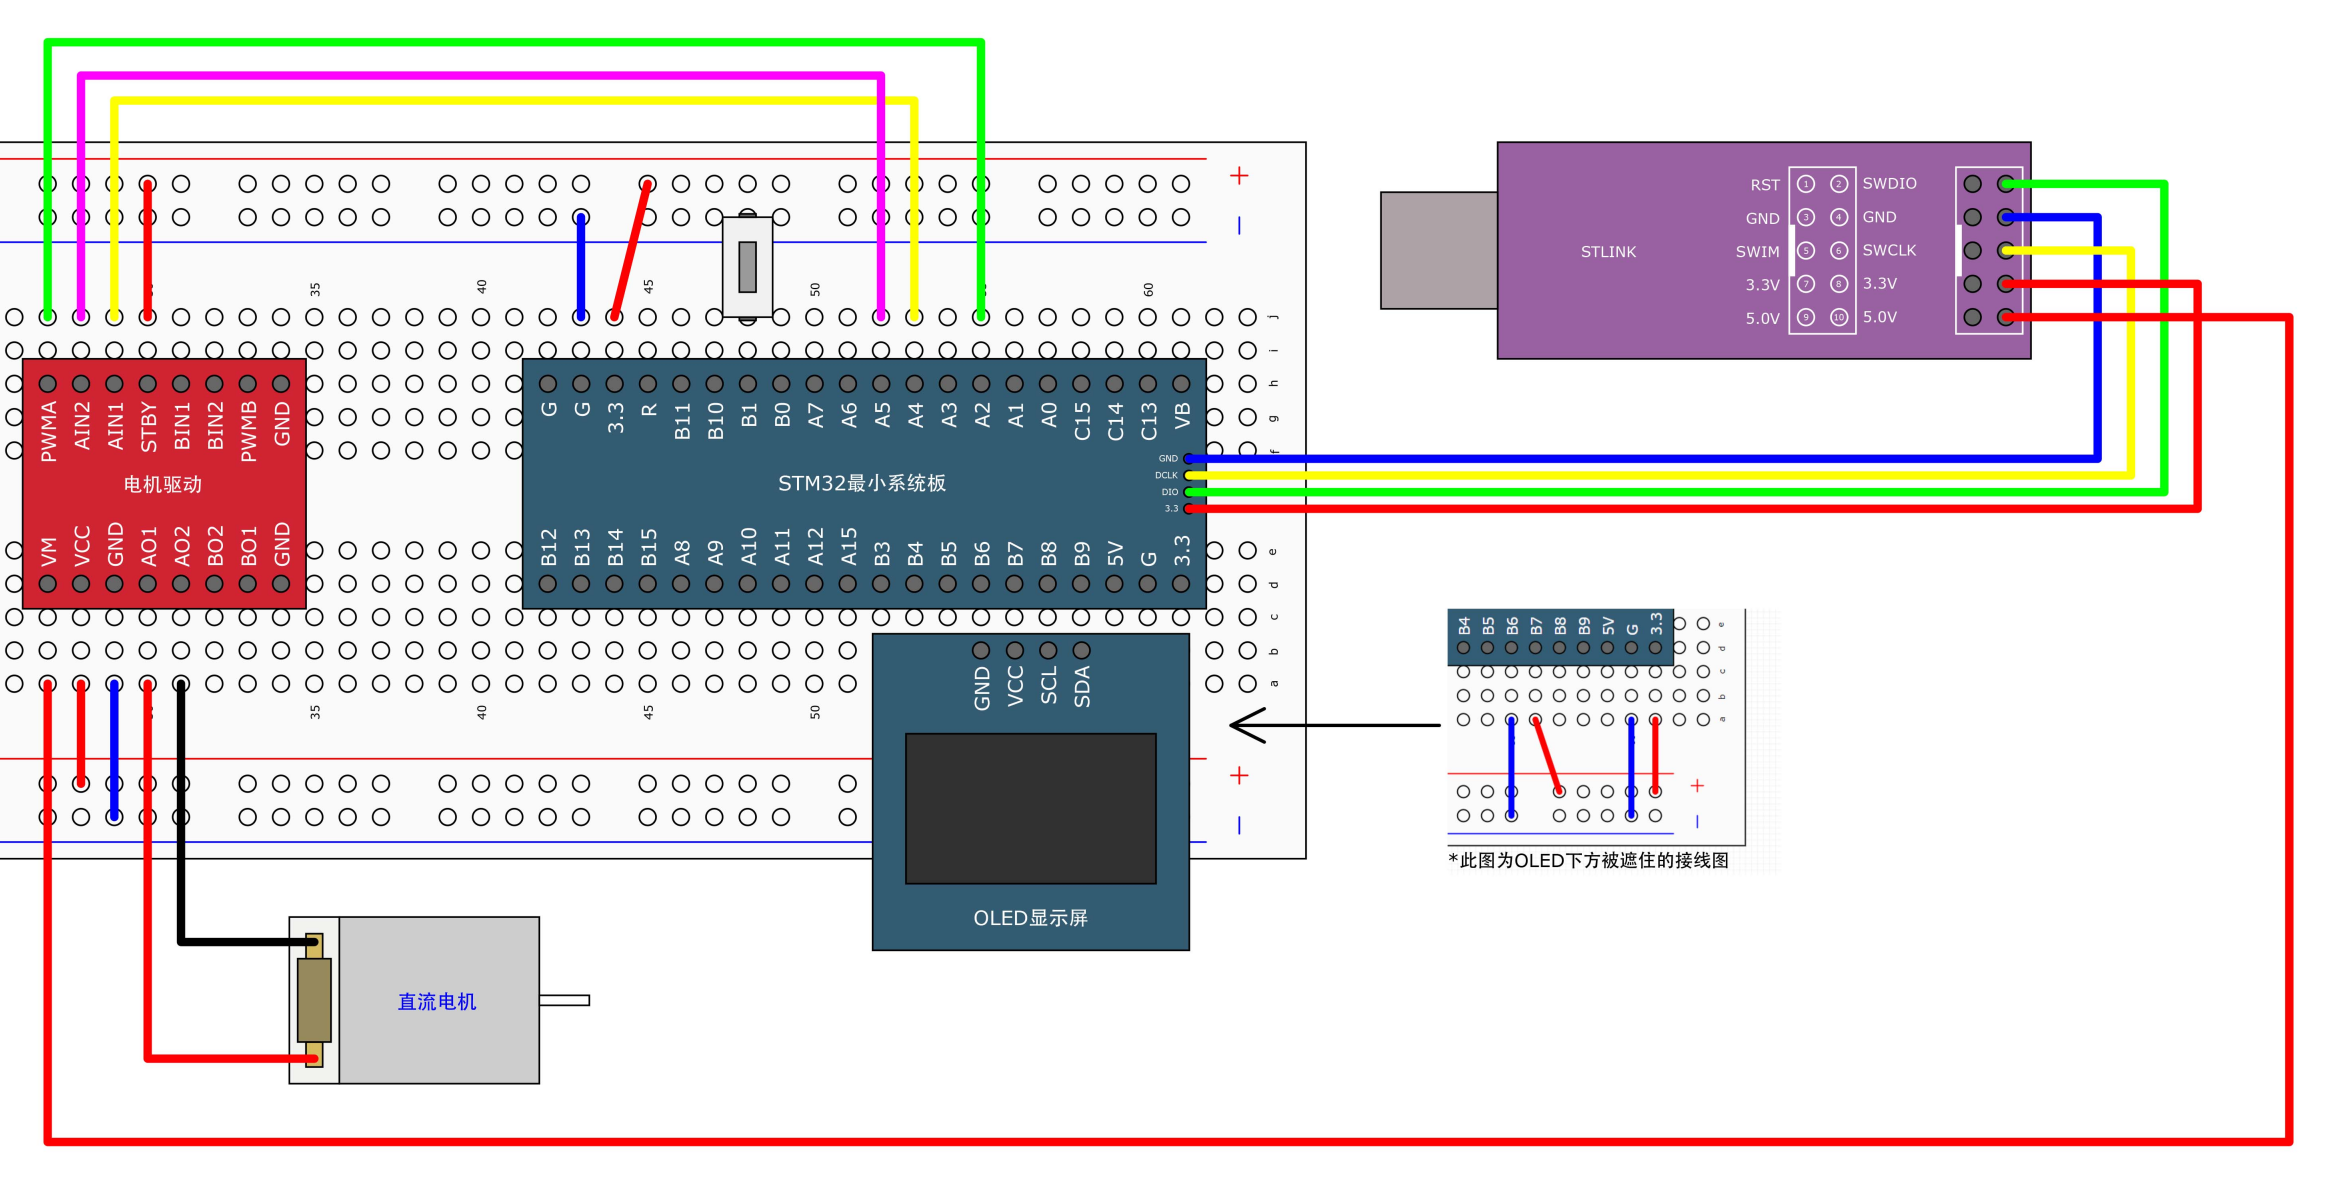 +
−
35
40
45
50
60
j
i
h
g
f
e
d
c
b
a
PWMA
AIN2
AIN1
STBY
BIN1
BIN2
PWMB
GND
电机驱动
VM
VCC
GND
AO1
AO2
BO2
BO1
GND
G
G
3.3
R
B11
B10
B1
B0
A7
A6
A5
A4
A3
A2
A1
A0
C15
C14
C13
VB
STM32最小系统板
GND
DCLK
DIO
3.3
B12
B13
B14
B15
A8
A9
A10
A11
A12
A15
B3
B4
B5
B6
B7
B8
B9
5V
G
3.3
35
40
45
50
+
−
GND
VCC
SCL
SDA
OLED显示屏
直流电机
STLINK
RST 1 2 SWDIO
GND 3 4 GND
SWIM 5 6 SWCLK
3.3V 7 8 3.3V
5.0V 9 10 5.0V
B4
B5
B6
B7
B8
B9
5V
G
3.3
e
d
c
b
a
+
−
*此图为OLED下方被遮住的接线图